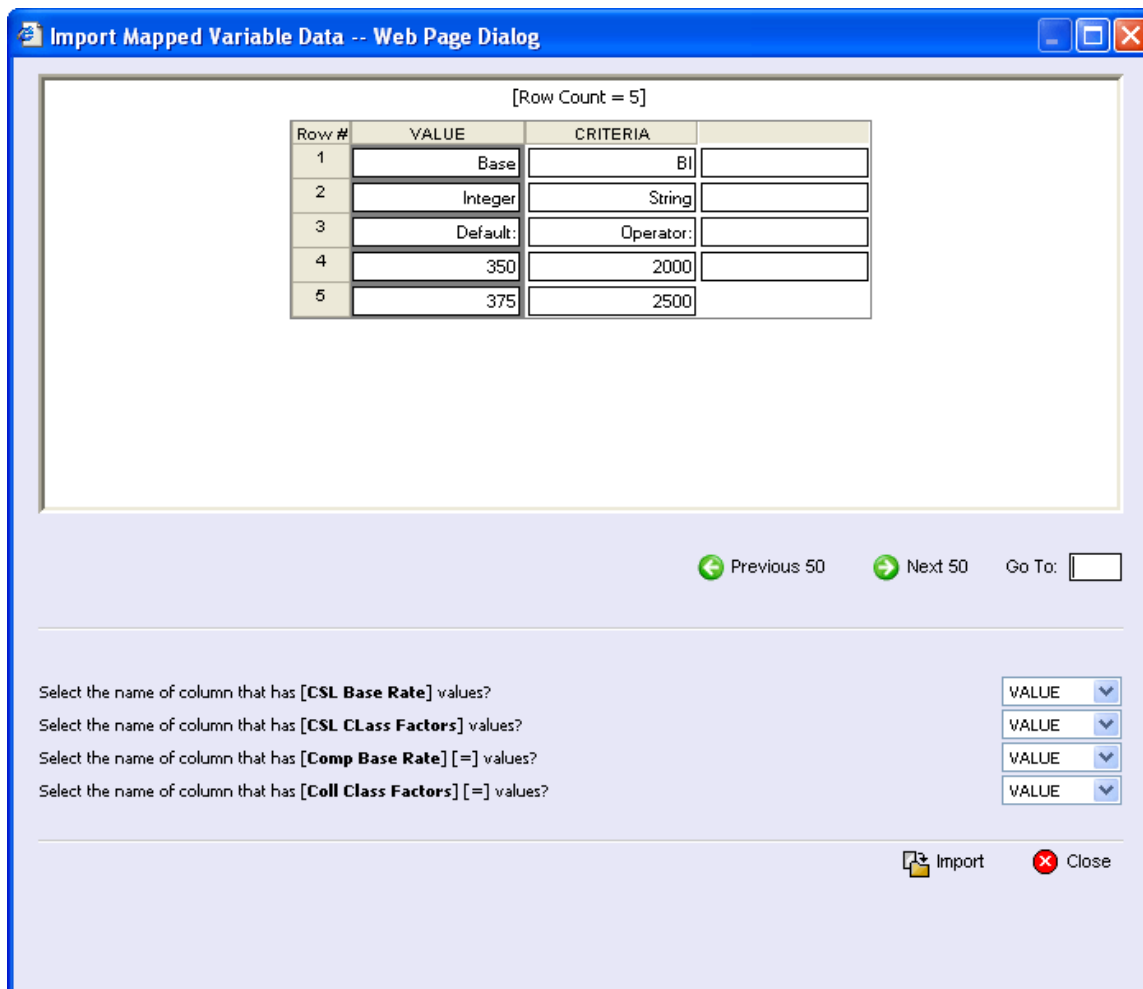 Import Mapped Variable Data -- Web Page Dialog
[Row Count = 5]
Row # VALUE CRITERIA
1 Base BI
2 Integer String
3 Default: Operator:
4 350 2000
5 375 2500
Previous 50 Next 50 Go To:
Select the name of column that has [CSL Base Rate] values? VALUE
Select the name of column that has [CSL CLass Factors] values? VALUE
Select the name of column that has [Comp Base Rate] [=] values? VALUE
Select the name of column that has [Coll Class Factors] [=] values? VALUE
Import Close